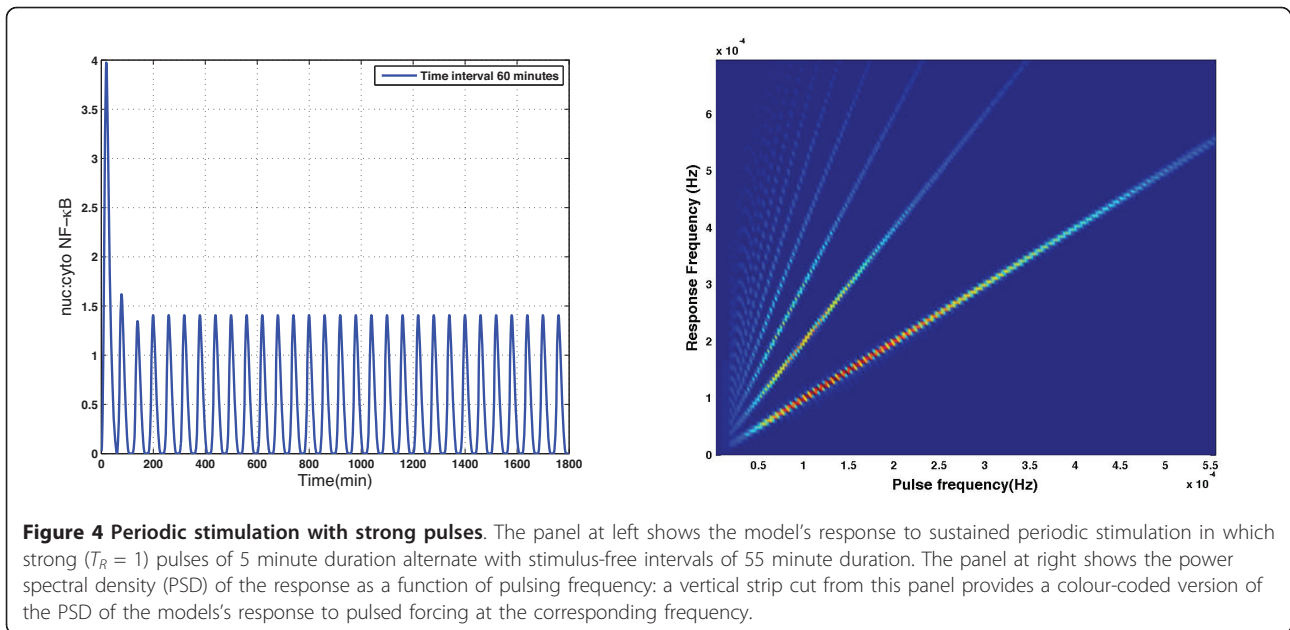 4
3.5
3
2.5
2
1.5
1
0.5
0
nuc:cyto NF−κB
Time interval 60 minutes
0 200 400 600 800 1000 1200 1400 1600 1800
Time(min)
x 10⁻⁴
6
5
4
3
2
1
0
Response Frequency (Hz)
0.5 1 1.5 2 2.5 3 3.5 4 4.5 5 5.5
Pulse frequency(Hz)
x 10⁻⁴
Figure 4 Periodic stimulation with strong pulses. The panel at left shows the model's response to sustained periodic stimulation in which
strong (T_R = 1) pulses of 5 minute duration alternate with stimulus-free intervals of 55 minute duration. The panel at right shows the power
spectral density (PSD) of the response as a function of pulsing frequency: a vertical strip cut from this panel provides a colour-coded version of
the PSD of the models's response to pulsed forcing at the corresponding frequency.